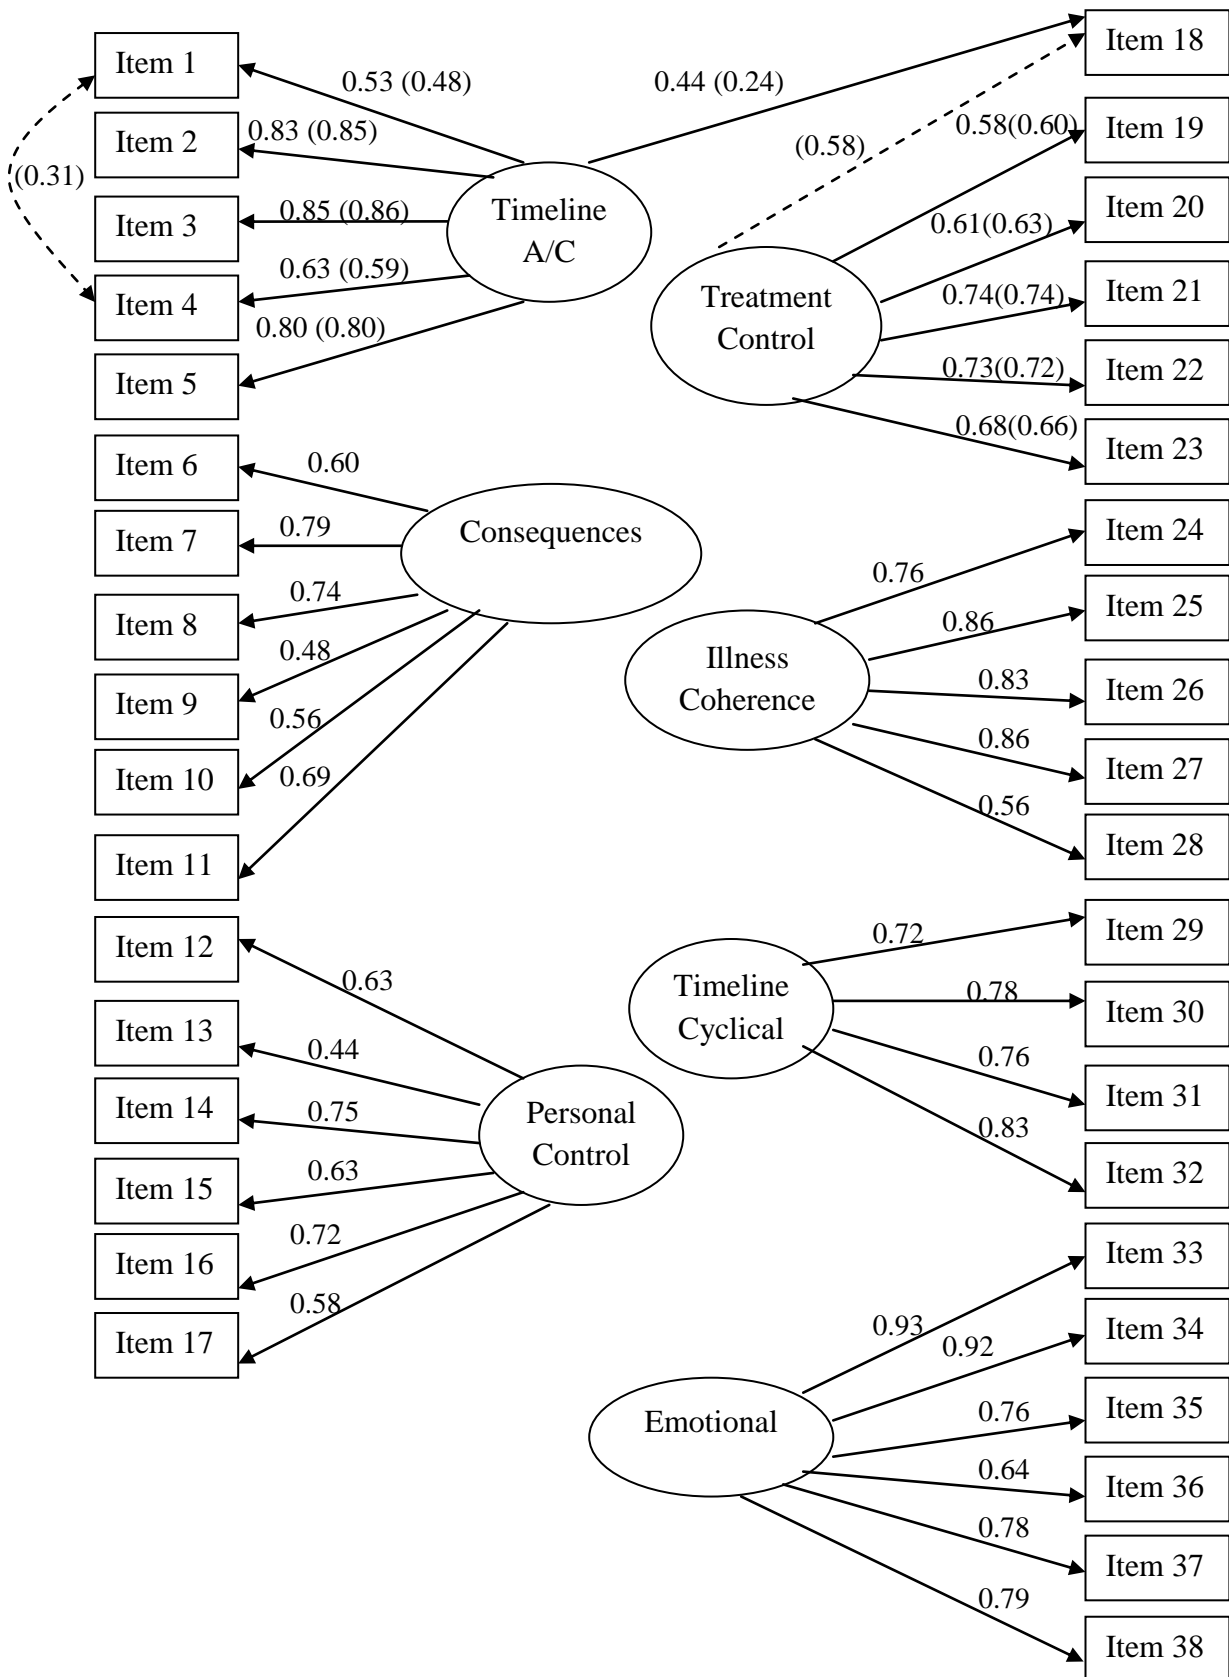 Item 1
Item 2
Item 3
Item 4
Item 5
(0.31)
0.53 (0.48)
0.83 (0.85)
0.85 (0.86)
0.63 (0.59)
0.80 (0.80)
Timeline
A/C
0.44 (0.24)
Item 6
Item 7
Item 8
Item 9
Item 10
Item 11
0.60
0.79
0.74
0.48
0.56
0.69
Consequences
Item 12
Item 13
Item 14
Item 15
Item 16
Item 17
0.63
0.44
0.75
0.63
0.72
0.58
Personal
Control
Treatment
Control
(0.58)
0.58(0.60)
0.61(0.63)
0.74(0.74)
0.73(0.72)
0.68(0.66)
Item 18
Item 19
Item 20
Item 21
Item 22
Item 23
Illness
Coherence
0.76
0.86
0.83
0.86
0.56
Item 24
Item 25
Item 26
Item 27
Item 28
Timeline
Cyclical
0.72
0.78
0.76
0.83
Item 29
Item 30
Item 31
Item 32
Emotional
0.93
0.92
0.76
0.64
0.78
0.79
Item 33
Item 34
Item 35
Item 36
Item 37
Item 38